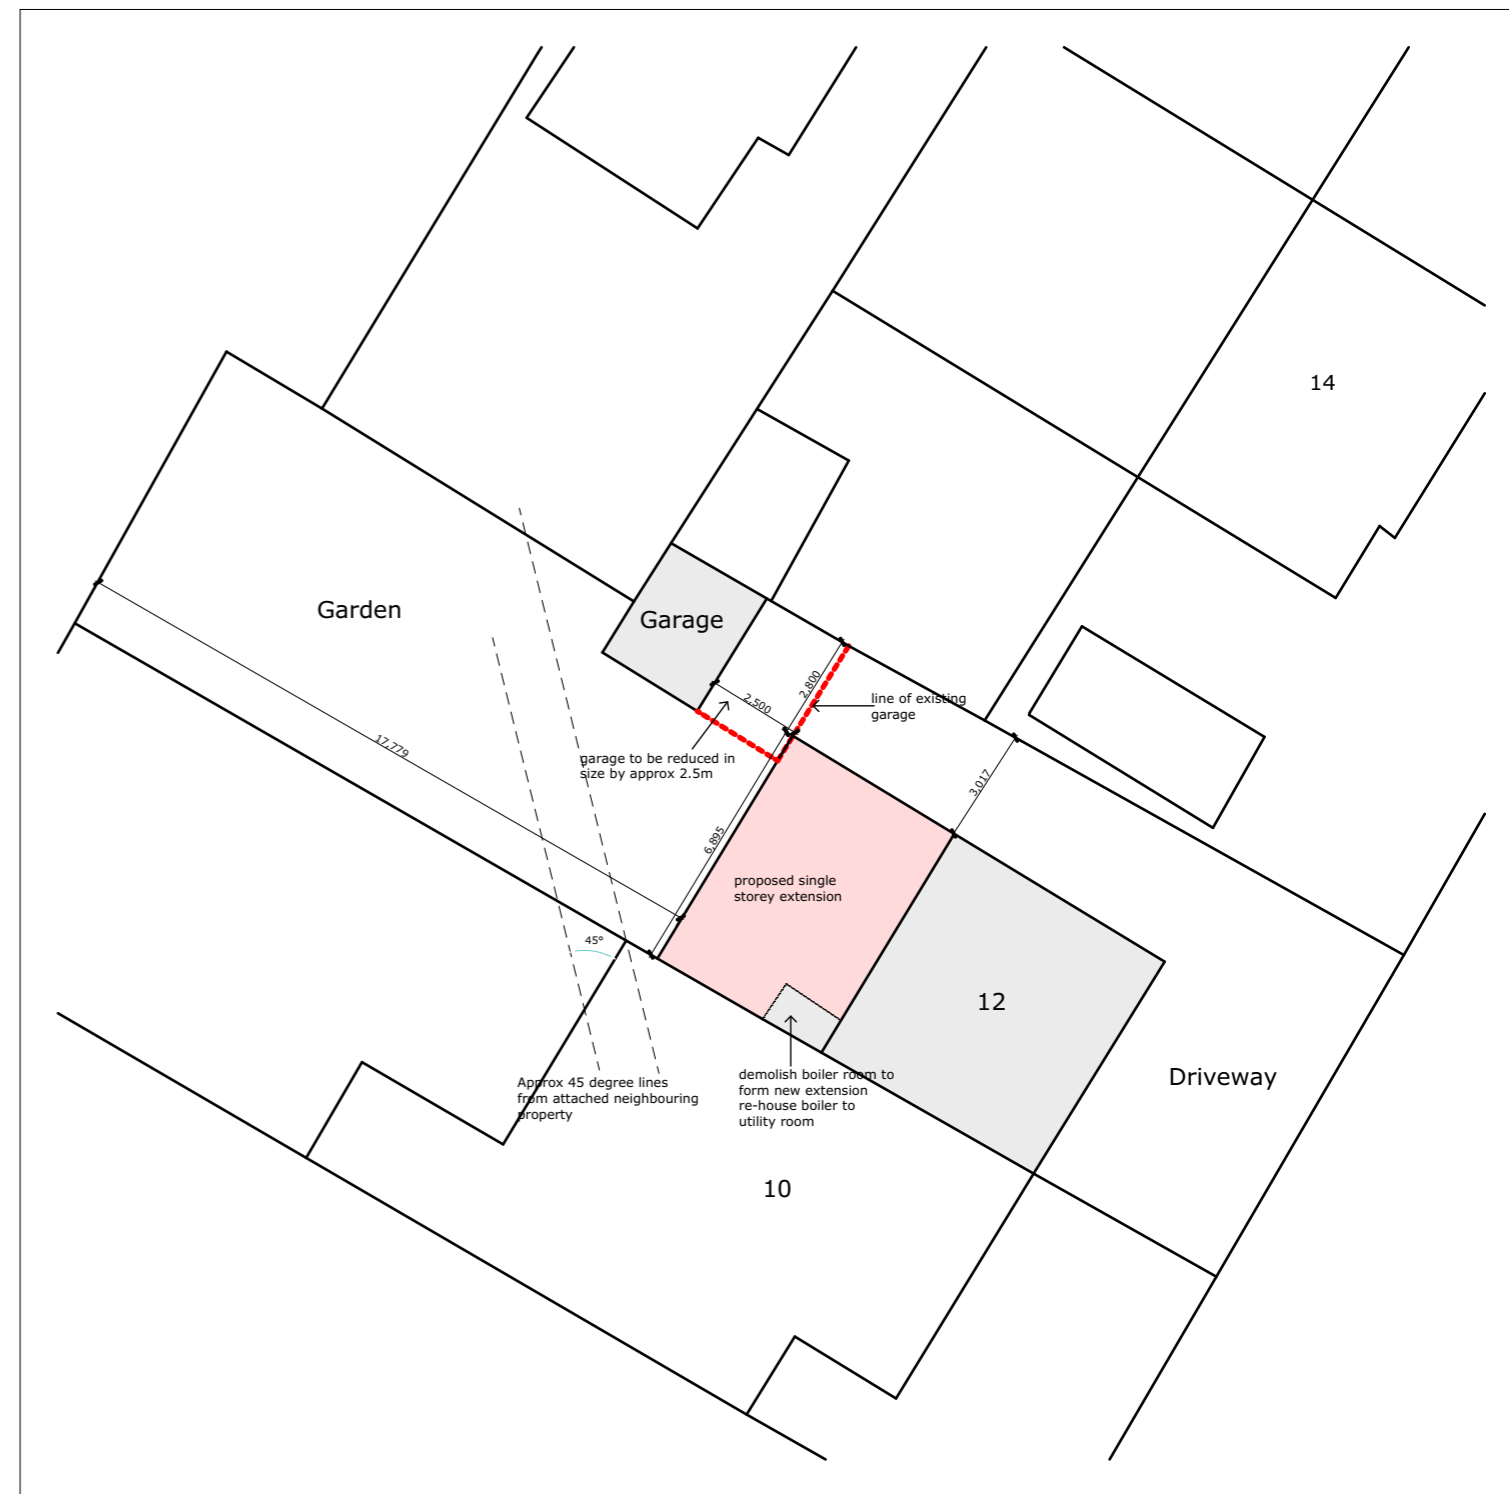 14
Garden
Garage
2,800
2,500
line of existing
garage
17,779
garage to be reduced in
size by approx 2.5m
3,017
6,895
proposed single
storey extension
45°
12
Approx 45 degree lines
from attached neighbouring
property
demolish boiler room to
form new extension
re-house boiler to
utility room
Driveway
10